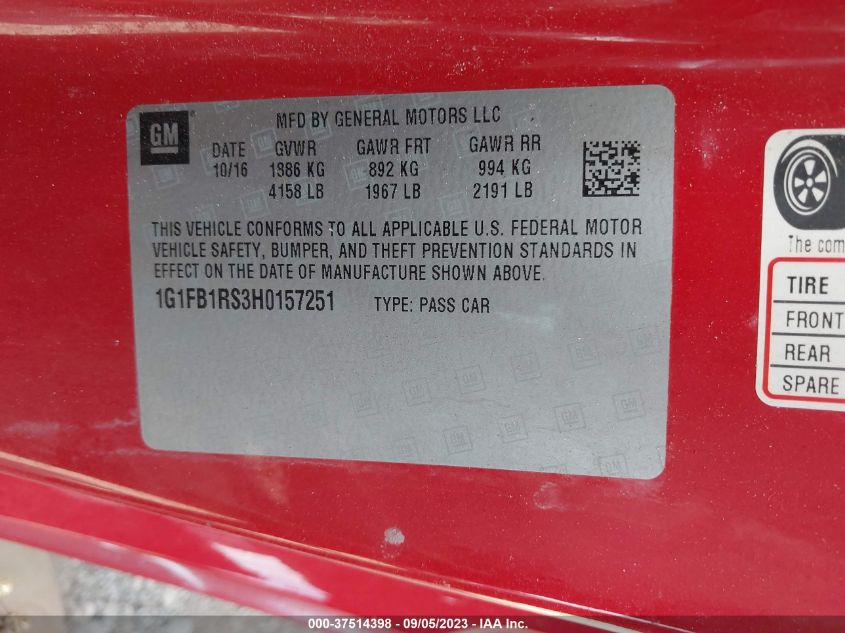 GM
MFD BY GENERAL MOTORS LLC
DATE GVWR GAWR FRT GAWR RR
10/16 1886 KG 892 KG 994 KG
4158 LB 1967 LB 2191 LB
THIS VEHICLE CONFORMS TO ALL APPLICABLE U.S. FEDERAL MOTOR
VEHICLE SAFETY, BUMPER, AND THEFT PREVENTION STANDARDS IN
EFFECT ON THE DATE OF MANUFACTURE SHOWN ABOVE.
1G1FB1RS3H0157251 TYPE: PASS CAR
The com
TIRE
FRONT
REAR
SPARE
000-37514398 - 09/05/2023 - IAA Inc.